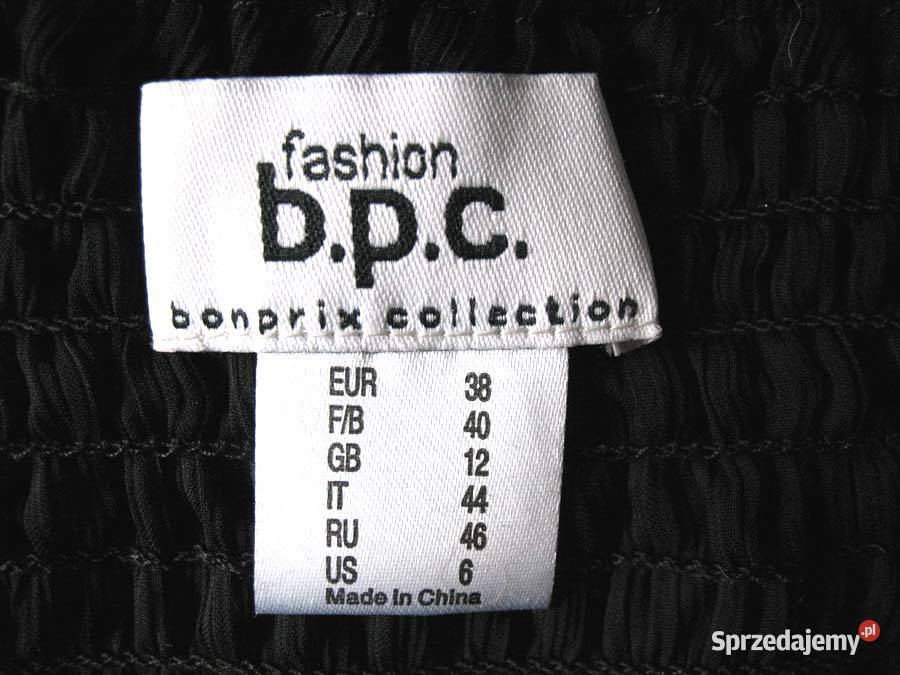 fashion
b.p.c.
bonprix collection
EUR 38
F/B 40
GB 12
IT 44
RU 46
US 6
Made in China
Sprzedajemy.pl